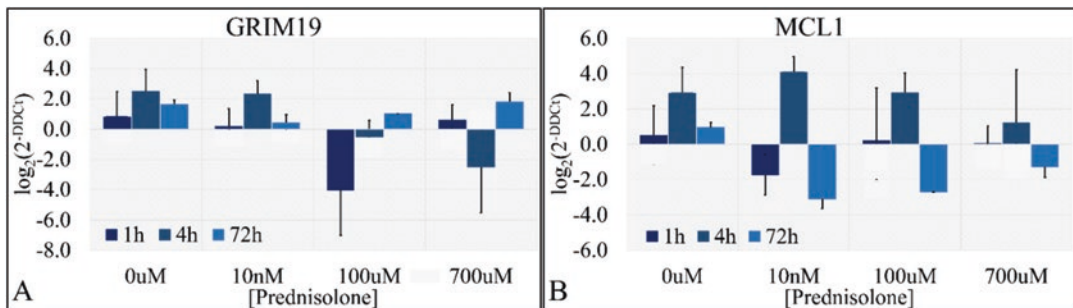 GRIM19
6.0
4.0
2.0
0.0
-2.0
-4.0
-6.0
-8.0
log₂(2⁻ᴰᴰᶜᵗ)
1h 4h 72h
0uM 10nM 100uM 700uM
[Prednisolone]
A
MCL1
6.0
4.0
2.0
0.0
-2.0
-4.0
-6.0
log₂(2⁻ᴰᴰᶜᵗ)
1h 4h 72h
0uM 10nM 100uM 700uM
[Prednisolone]
B